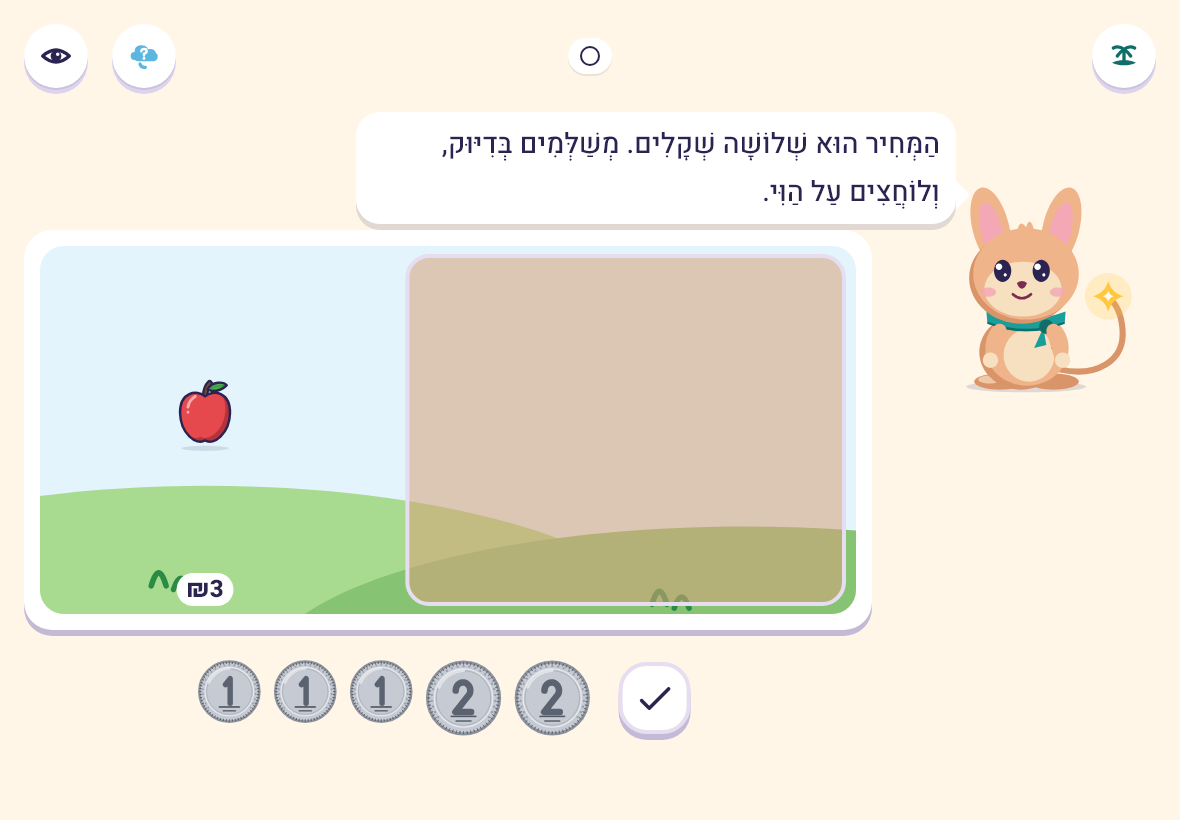 ?
הַמְּחִיר הוּא שְׁלוֹשָׁה שְׁקָלִים. מְשַׁלְּמִים בְּדִיּוּק,
וְלוֹחֲצִים עַל הַוִּי.
₪3
1 1 1 2 2